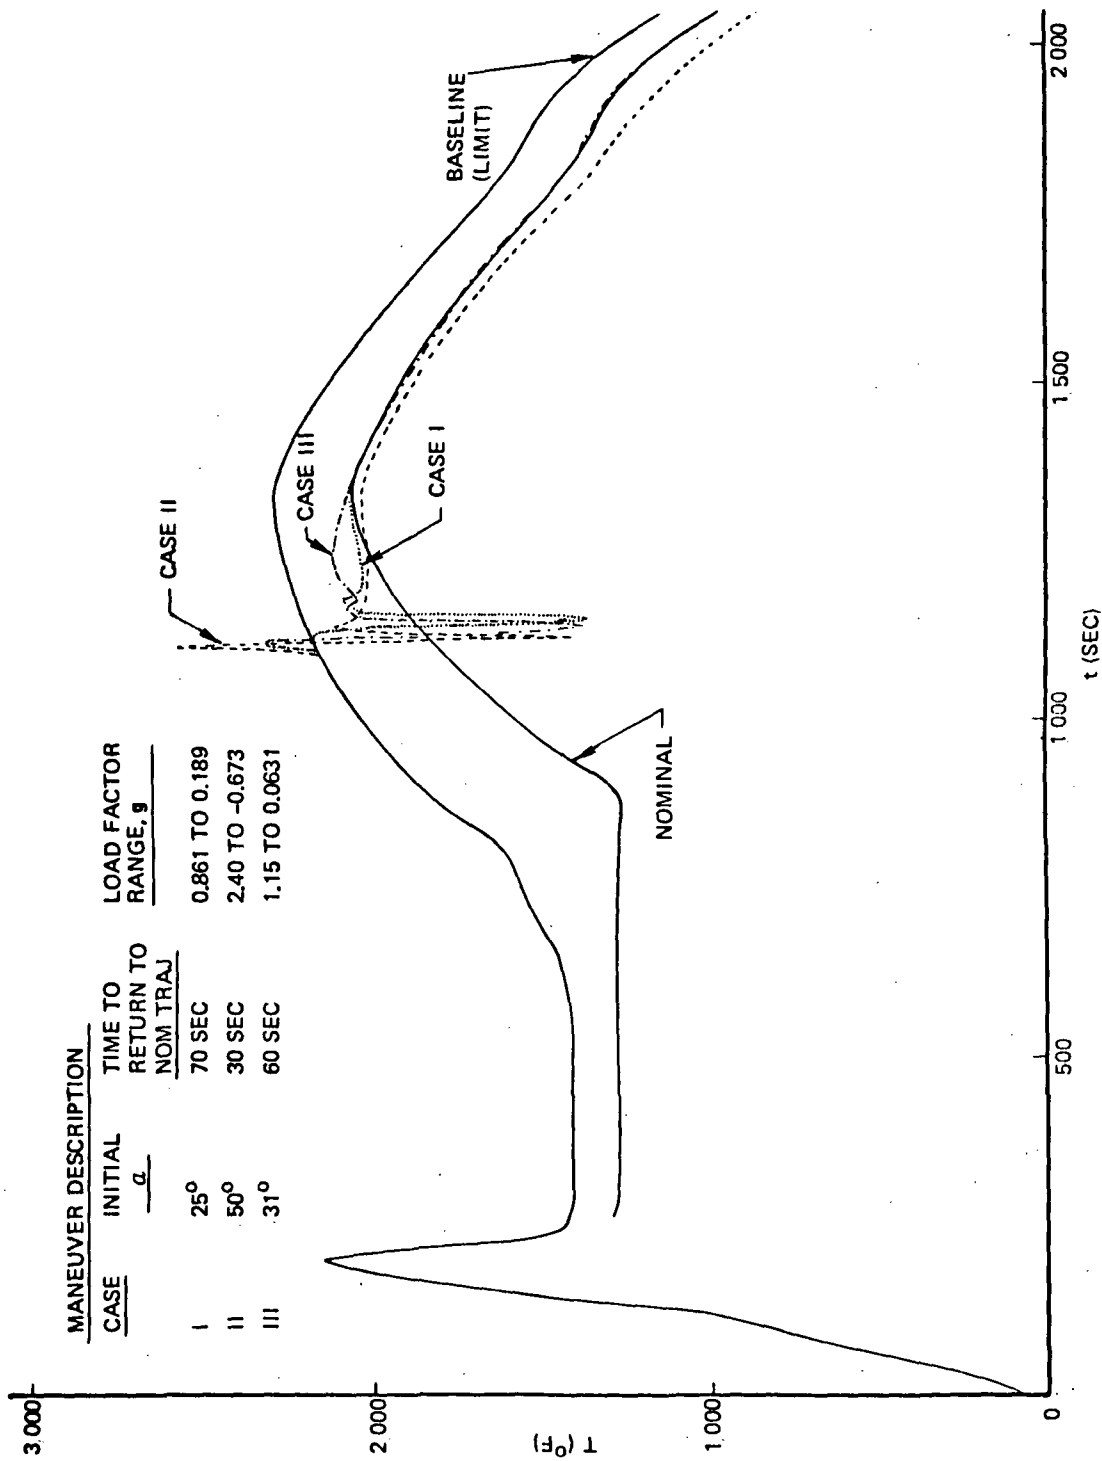 MANEUVER DESCRIPTION
CASE INITIAL α TIME TO RETURN TO NOM TRAJ LOAD FACTOR RANGE, g
I 25° 70 SEC 0.861 TO 0.189
II 50° 30 SEC 2.40 TO -0.673
III 31° 60 SEC 1.15 TO 0.0631
CASE II
CASE III
CASE I
BASELINE
(LIMIT)
NOMINAL
T (°F)
3,000
2,000
1,000
0
500
1 000
1 500
2 000
t (SEC)